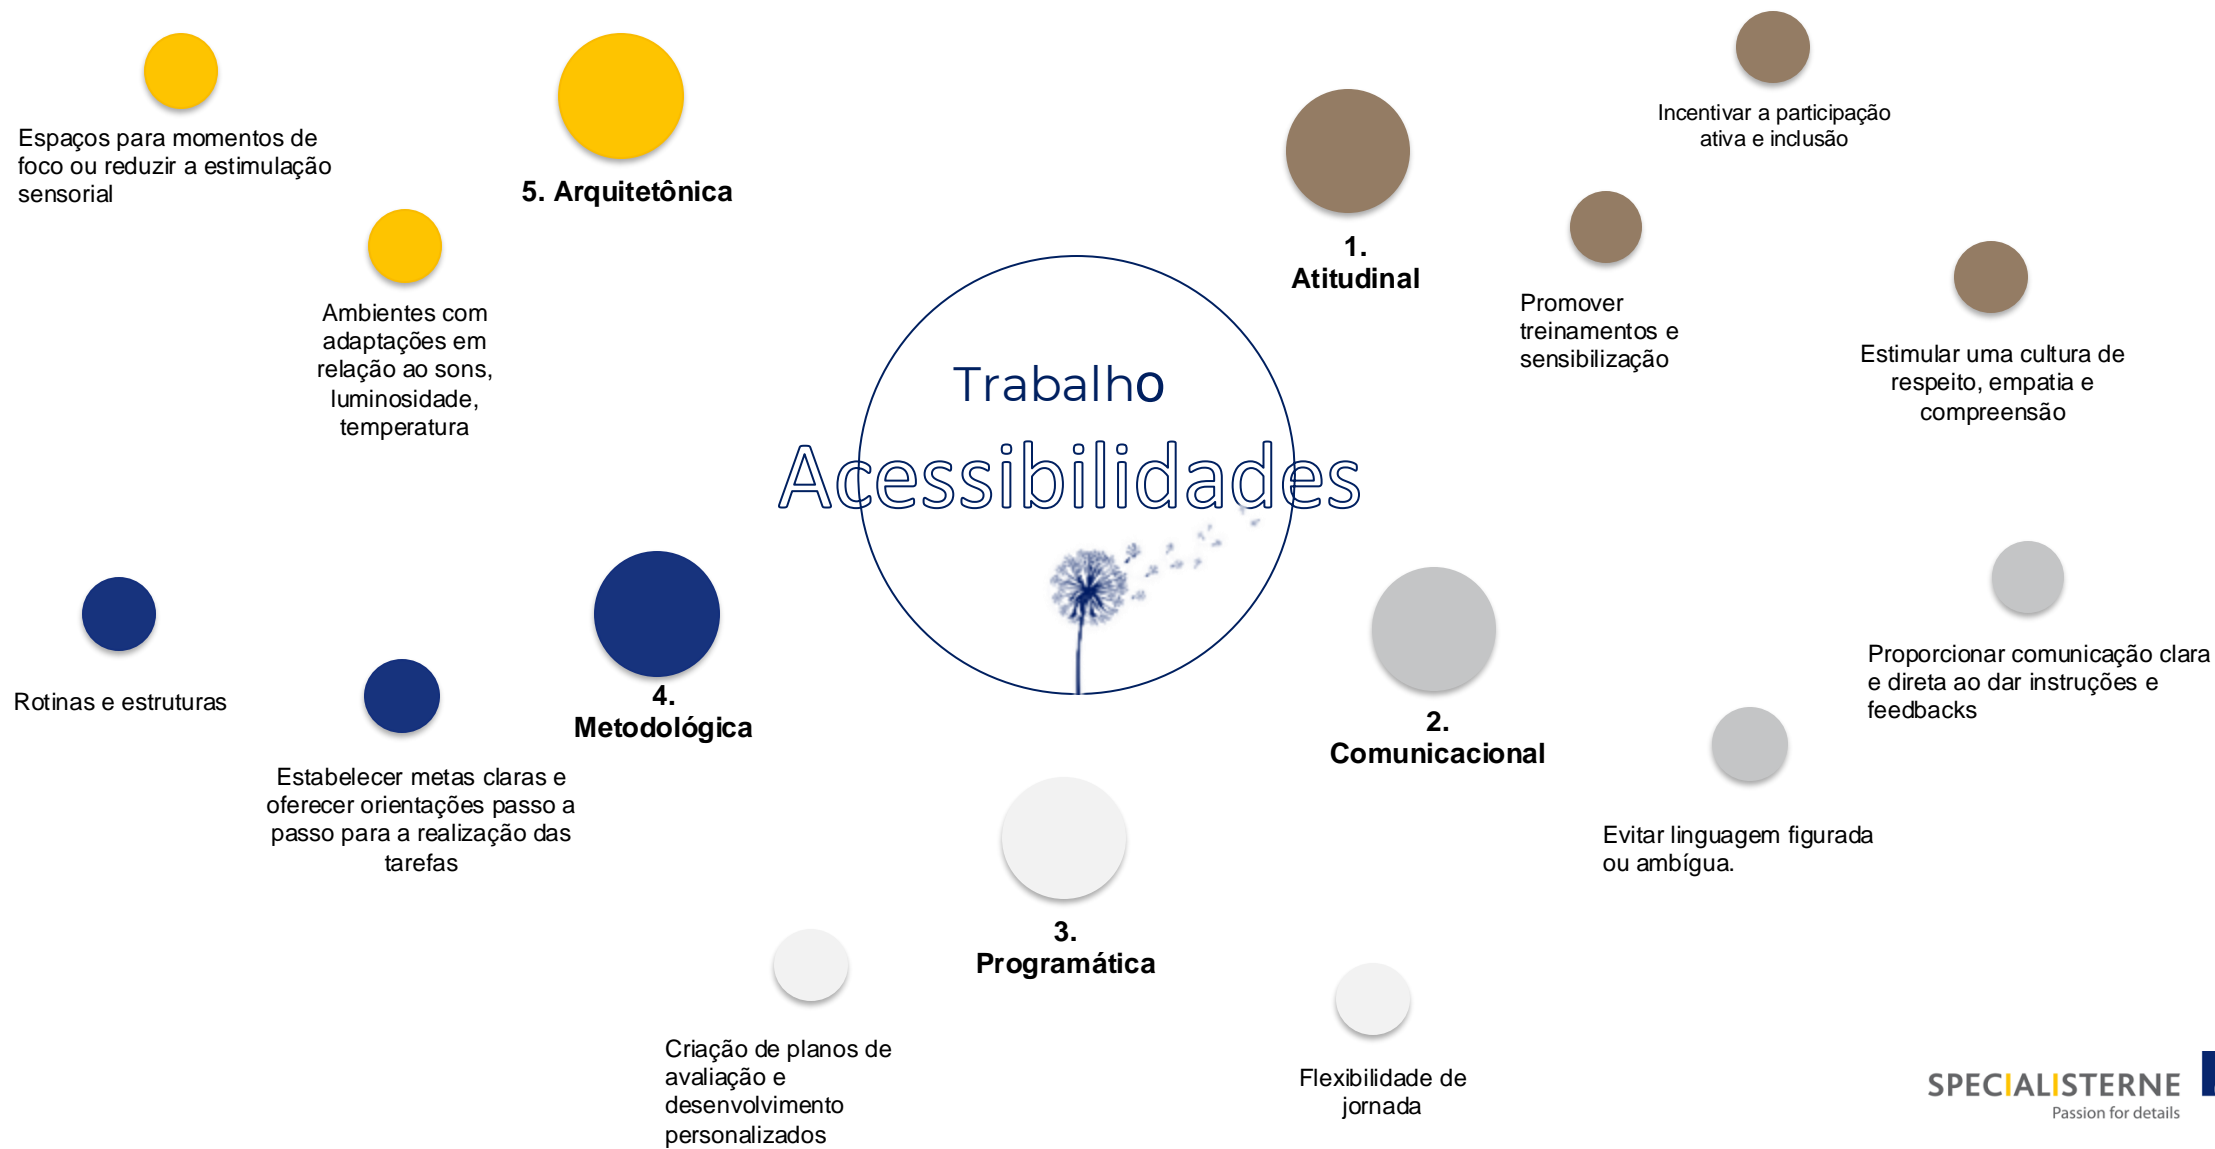 Trabalho
Acessibilidades
1.
Atitudinal
Incentivar a participação
ativa e inclusão
Promover
treinamentos e
sensibilização
Estimular uma cultura de
respeito, empatia e
compreensão
2.
Comunicacional
Proporcionar comunicação clara
e direta ao dar instruções e
feedbacks
Evitar linguagem figurada
ou ambígua.
3.
Programática
Criação de planos de
avaliação e
desenvolvimento
personalizados
Flexibilidade de
jornada
4.
Metodológica
Rotinas e estruturas
Estabelecer metas claras e
oferecer orientações passo a
passo para a realização das
tarefas
5. Arquitetônica
Espaços para momentos de
foco ou reduzir a estimulação
sensorial
Ambientes com
adaptações em
relação ao sons,
luminosidade,
temperatura
SPECIALISTERNE
Passion for details